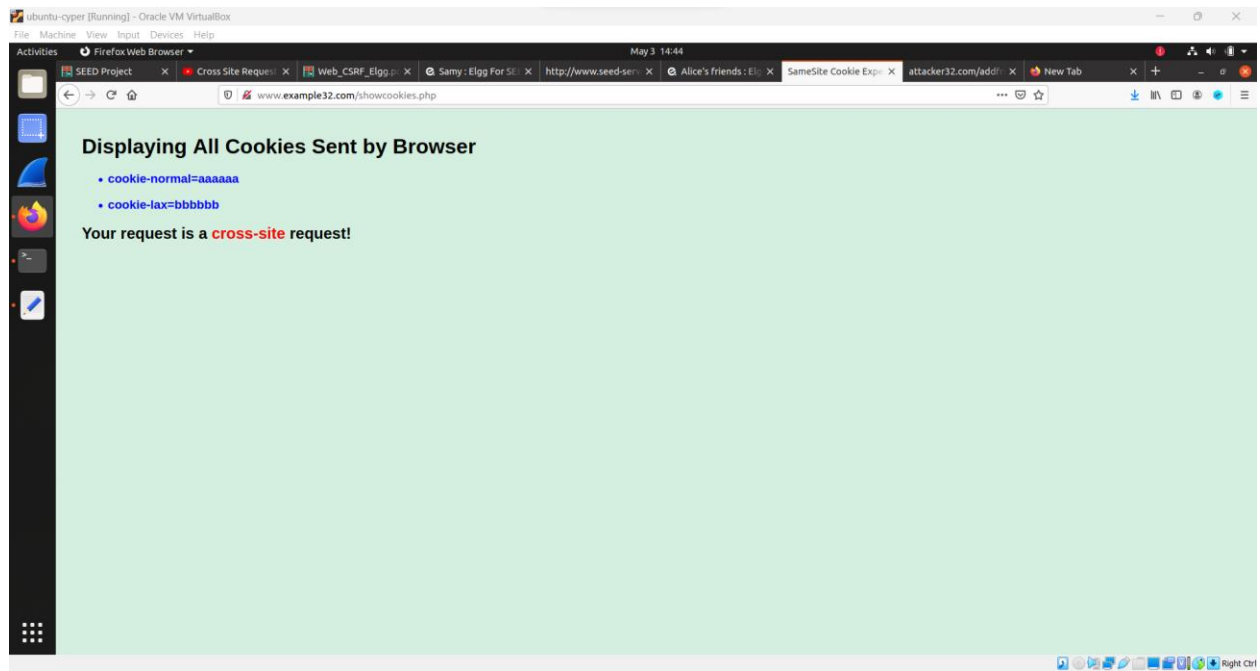 ubuntu-cyper [Running] - Oracle VM VirtualBox
File Machine View Input Devices Help
Activities Firefox Web Browser May 3 14:44
SEED Project Cross Site Request Web_CSRF_Elgg.p Samy : Elgg For SE http://www.seed-serv Alice's friends : Elg SameSite Cookie Expe attacker32.com/addf New Tab
www.example32.com/showcookies.php
Displaying All Cookies Sent by Browser
• cookie-normal=aaaaaa
• cookie-lax=bbbbbb
Your request is a cross-site request!
Right Ctrl